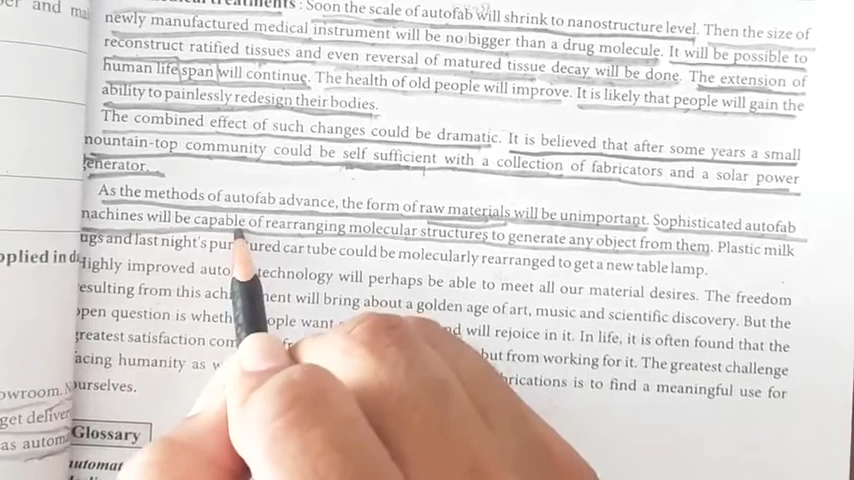 er and ma
treatments : Soon the scale of autofab will shrink to nanostructure level. Then the size of
newly manufactured medical instrument will be no bigger than a drug molecule. It will be possible to
reconstruct ratified tissues and even reversal of matured tissue decay will be done. The extension of
human life span will continue. The health of old people will improve. It is likely that people will gain the
ability to painlessly redesign their bodies.
The combined effect of such changes could be dramatic. It is believed that after some years a small
mountain-top community could be self sufficient with a collection of fabricators and a solar power
generator.
As the methods of autofab advance, the form of raw materials will be unimportant. Sophisticated autofab
machines will be capable of rearranging molecular structures to generate any object from them. Plastic milk
ugs and last night's pun tured car tube could be molecularly rearranged to get a new table lamp.
Highly improved auto technology will perhaps be able to meet all our material desires. The freedom
resulting from this ach ment will bring about a golden age of art, music and scientific discovery. But the
open question is wheth ople want nd will rejoice in it. In life, it is often found that the
greatest satisfaction com fr but from working for it. The greatest challenge
facing humanity as w brications is to find a meaningful use for
ourselves.
pplied in da
owroom. N
get deliver
as autom
Glossary
automat